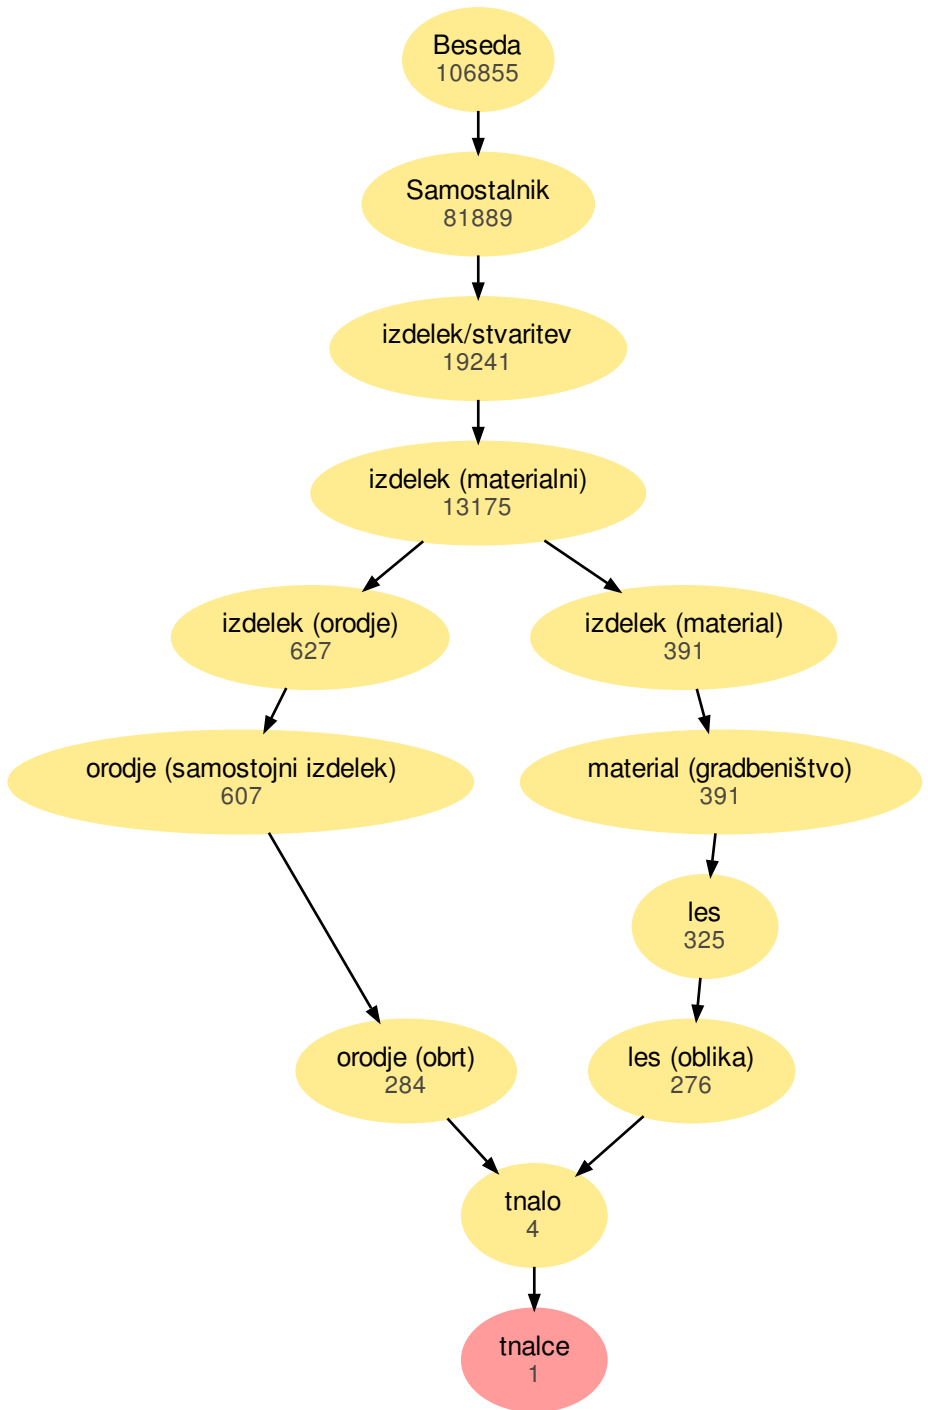 Beseda
106855
Samostalnik
81889
izdelek/stvaritev
19241
izdelek (materialni)
13175
izdelek (orodje)
627
izdelek (material)
391
orodje (samostojni izdelek)
607
material (gradbeništvo)
391
les
325
orodje (obrt)
284
les (oblika)
276
tnalo
4
tnalce
1